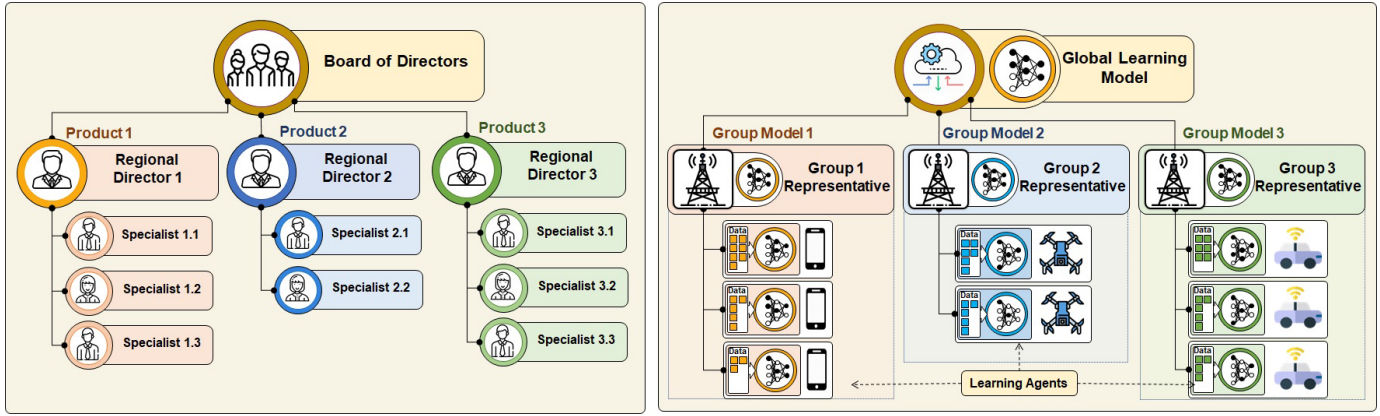 Board of Directors
Product 1
Product 2
Product 3
Regional
Director 1
Regional
Director 2
Regional
Director 3
Specialist 1.1
Specialist 2.1
Specialist 3.1
Specialist 1.2
Specialist 2.2
Specialist 3.2
Specialist 1.3
Specialist 3.3
Global Learning
Model
Group Model 1
Group Model 2
Group Model 3
Group 1
Representative
Group 2
Representative
Group 3
Representative
Data
Data
Data
Data
Data
Data
Data
Data
Learning Agents